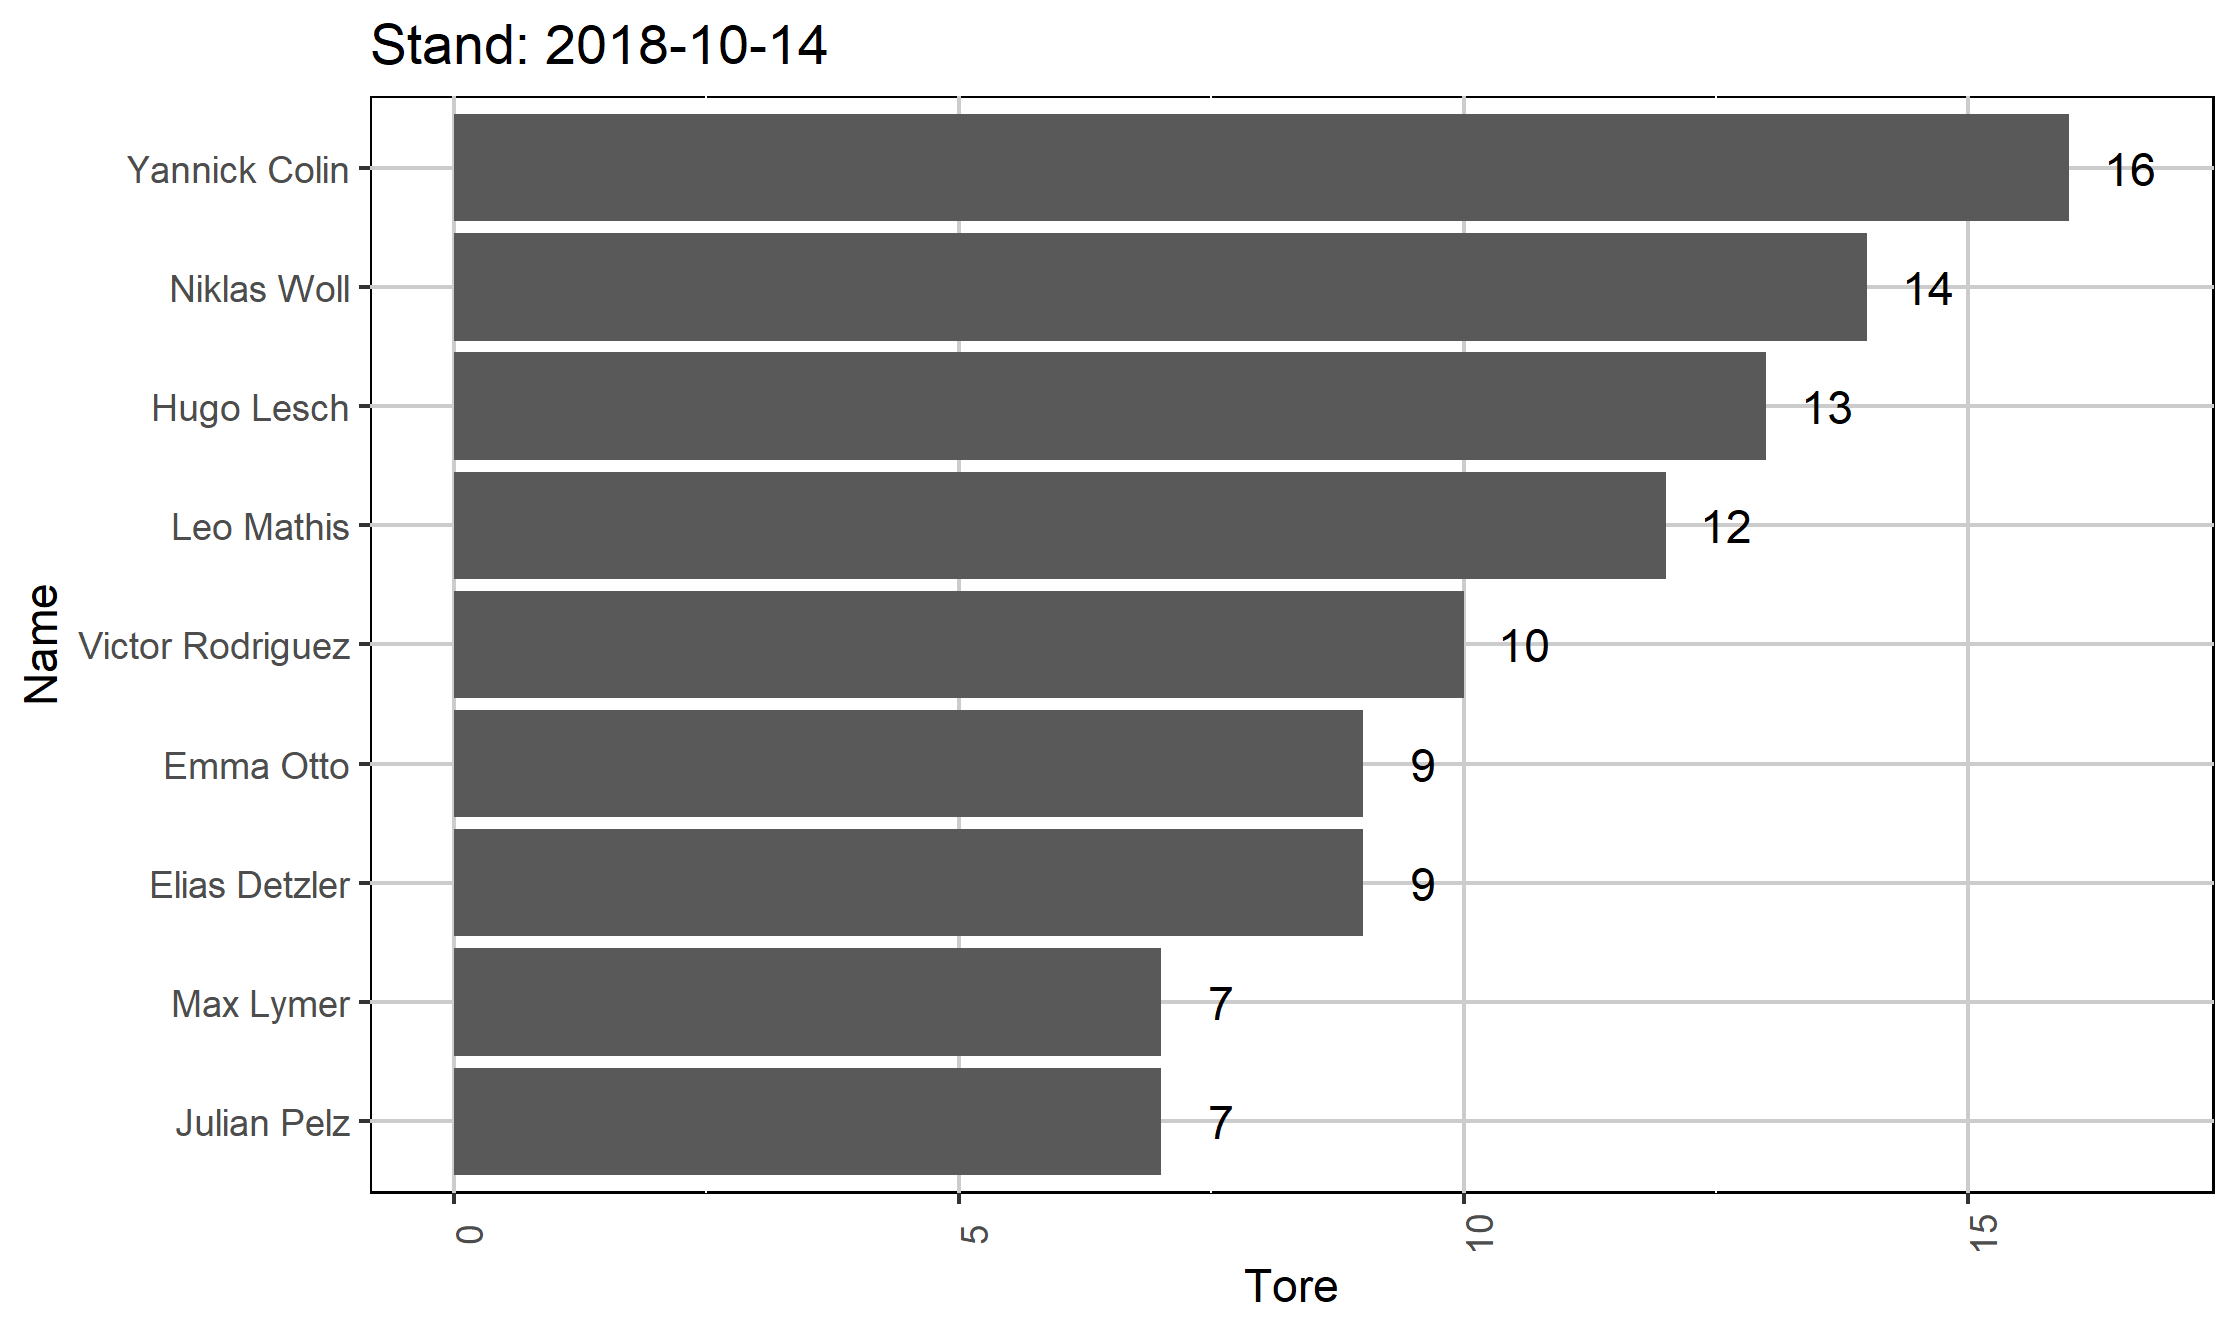 Stand: 2018-10-14
Name
Yannick Colin 16
Niklas Woll 14
Hugo Lesch 13
Leo Mathis 12
Victor Rodriguez 10
Emma Otto 9
Elias Detzler 9
Max Lymer 7
Julian Pelz 7
0 5 10 15
Tore